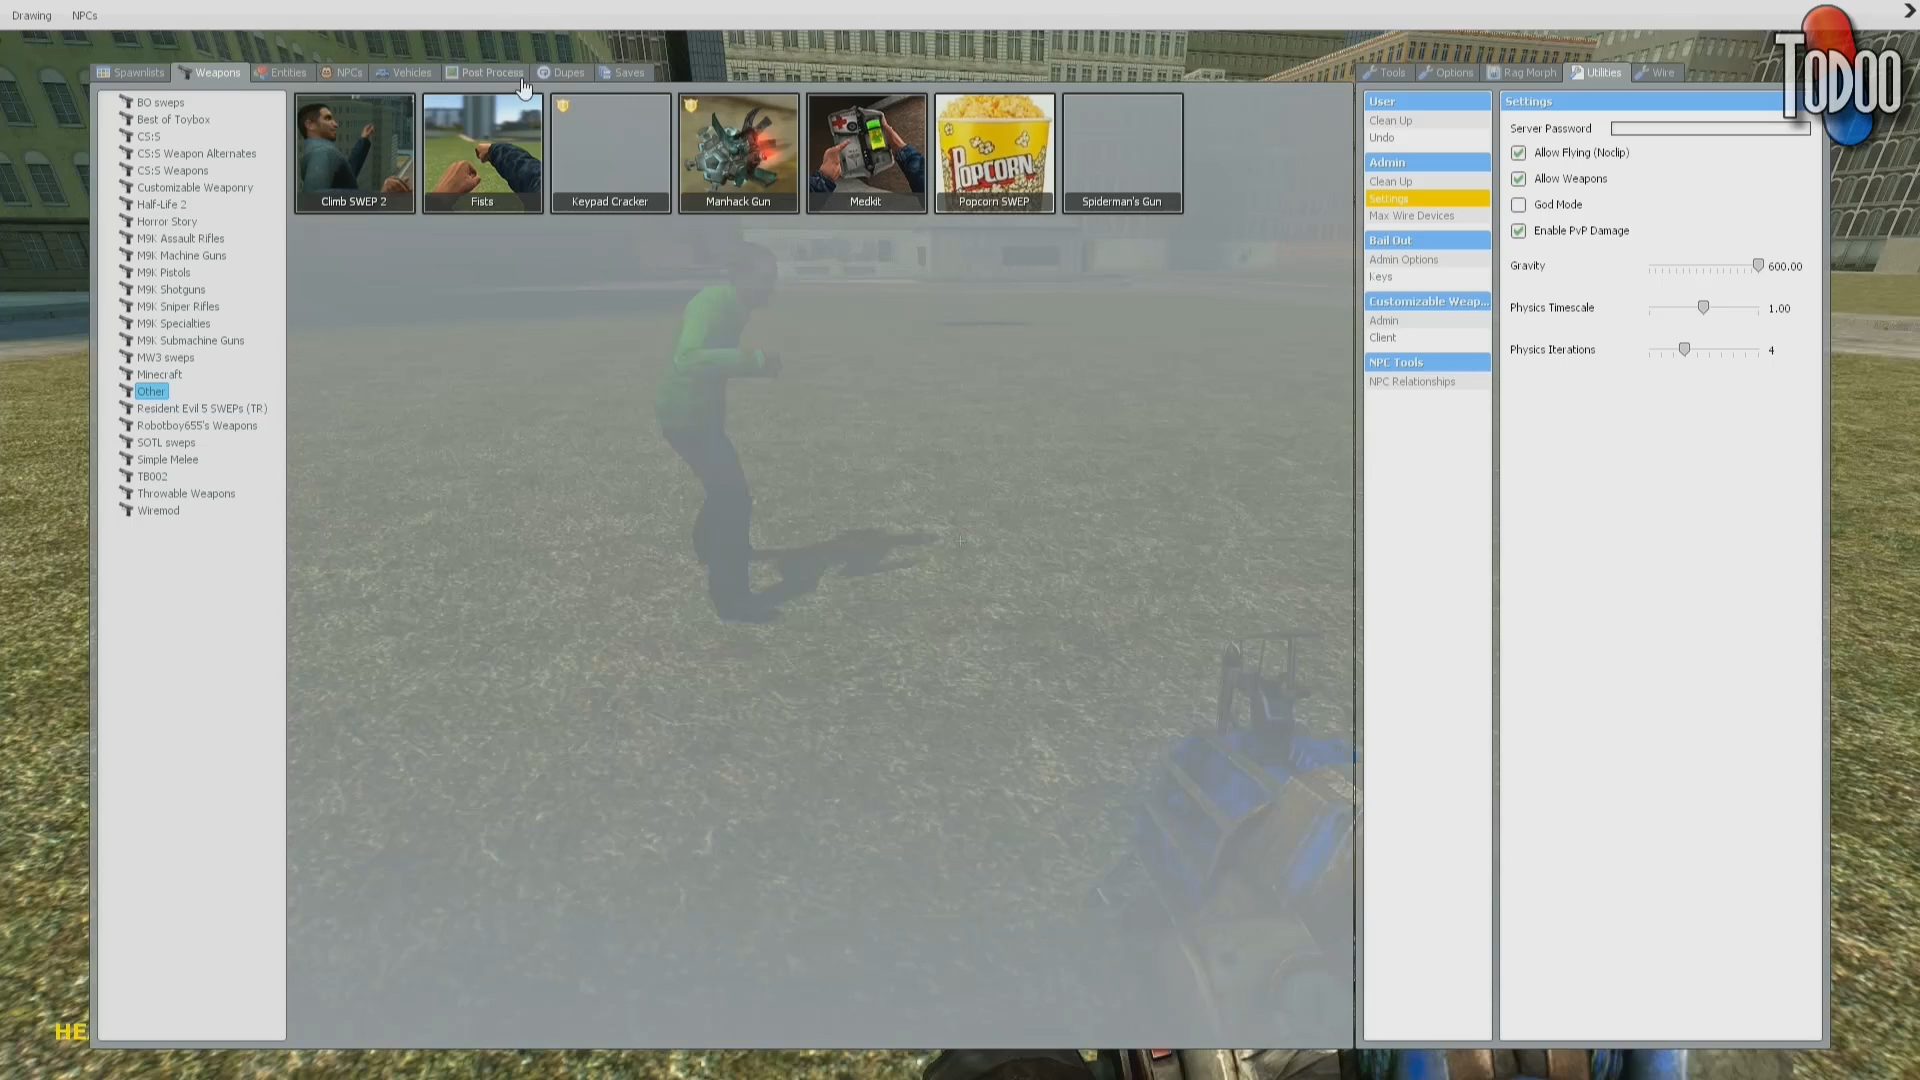 Drawing NPCs
TODOO
Spawnlists Weapons Entities NPCs Vehicles Post Process Dupes Saves
Tools Options Rag Morph Utilities Wire
BO sweps
Best of Toybox
CS:S
CS:S Weapon Alternates
CS:S Weapons
Customizable Weaponry
Half-Life 2
Horror Story
M9K Assault Rifles
M9K Machine Guns
M9K Pistols
M9K Shotguns
M9K Sniper Rifles
M9K Specialties
M9K Submachine Guns
MW3 sweps
Minecraft
Other
Resident Evil 5 SWEPs (TR)
Robotboy655's Weapons
SOTL sweps
Simple Melee
TB002
Throwable Weapons
Wiremod
POPCORN
Climb SWEP 2 Fists Keypad Cracker Manhack Gun Medkit Popcorn SWEP Spiderman's Gun
User
Clean Up
Undo
Admin
Clean Up
Settings
Max Wire Devices
Bail Out
Admin Options
Keys
Customizable Weap...
Admin
Client
NPC Tools
NPC Relationships
Settings
Server Password
Allow Flying (Noclip)
Allow Weapons
God Mode
Enable PvP Damage
Gravity 600.00
Physics Timescale 1.00
Physics Iterations 4
HE